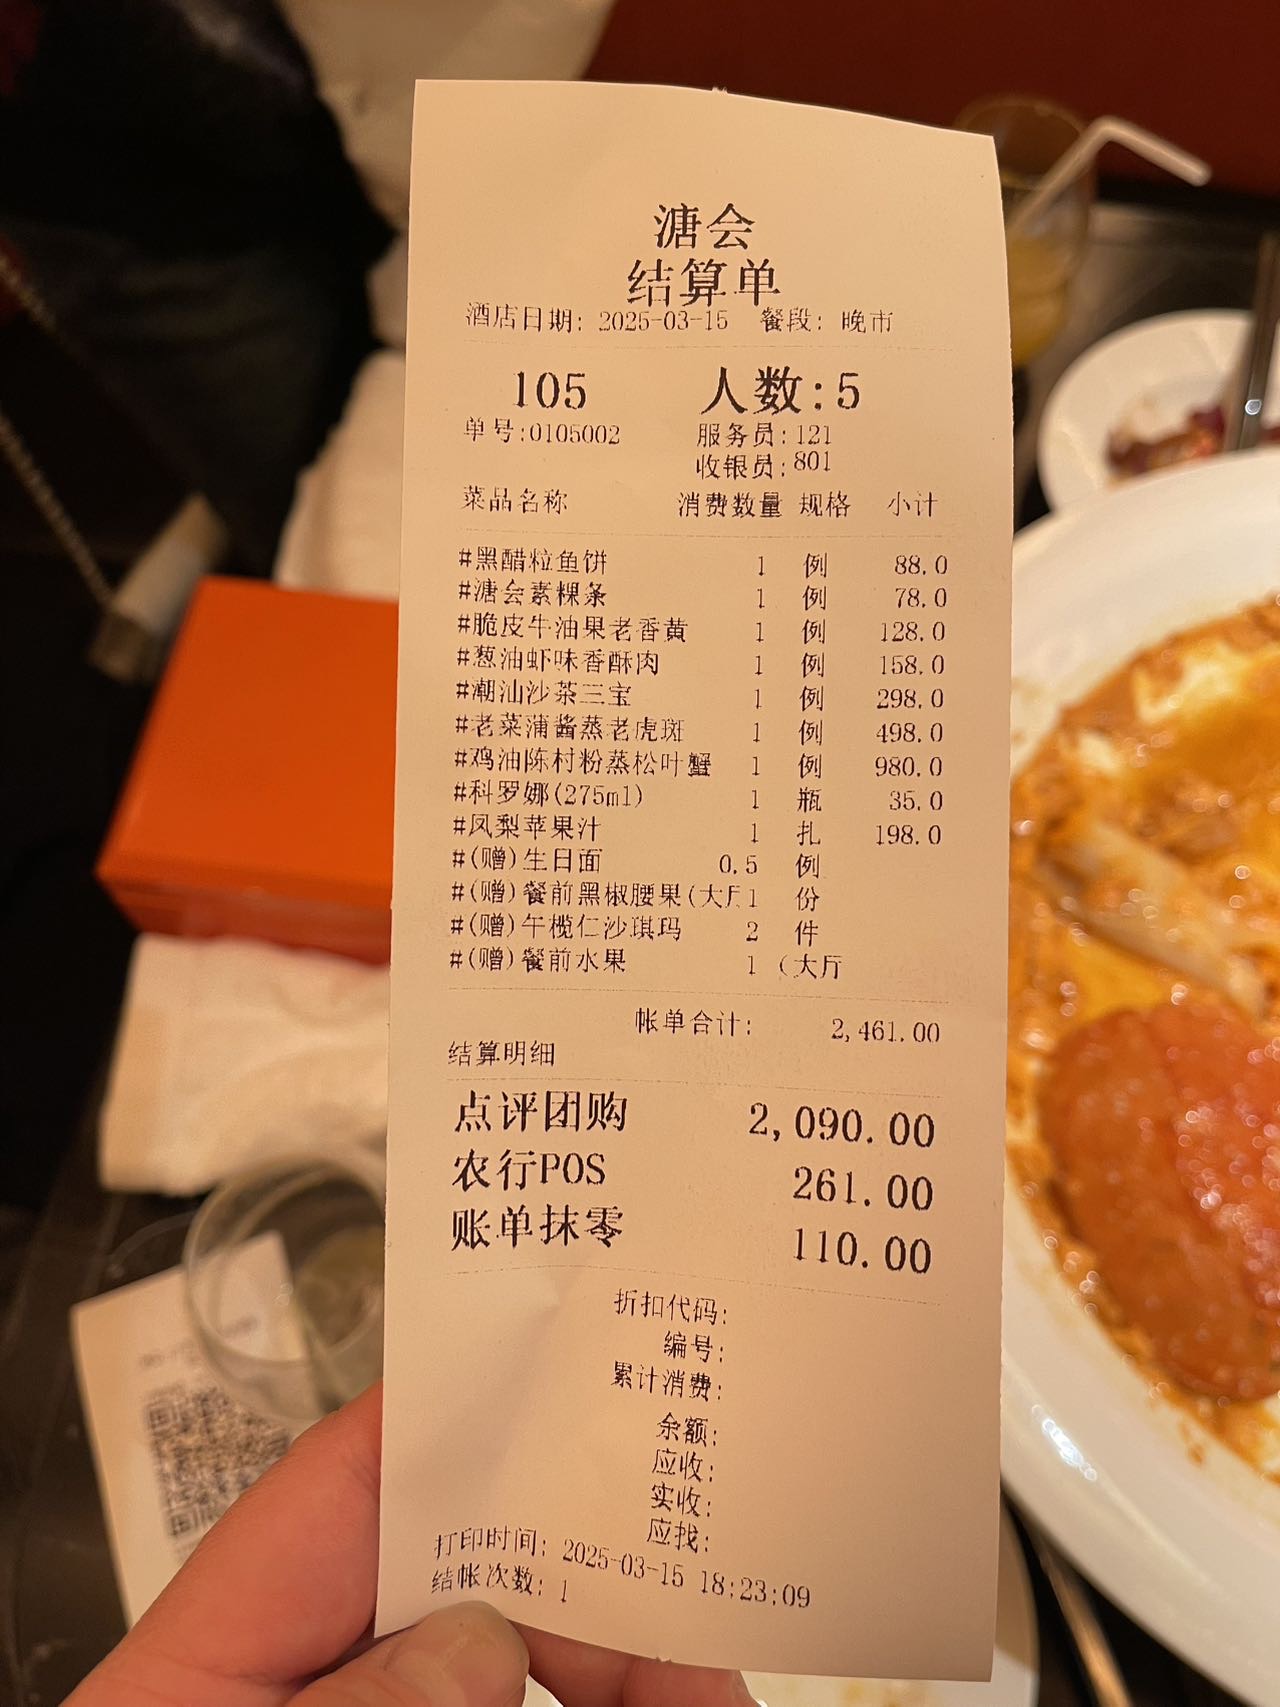 溏会
结算单
酒店日期: 2025-03-15 餐段: 晚市
105 人数:5
单号:0105002 服务员:121
收银员:801
菜品名称 消费数量 规格 小计
#黑醋粒鱼饼 1 例 88.0
#溏会素粿条 1 例 78.0
#脆皮牛油果老香黄 1 例 128.0
#葱油虾味香酥肉 1 例 158.0
#潮汕沙茶三宝 1 例 298.0
#老菜蒲酱蒸老虎斑 1 例 498.0
#鸡油陈村粉蒸松叶蟹 1 例 980.0
#科罗娜(275ml) 1 瓶 35.0
#凤梨苹果汁 1 扎 198.0
#(赠)生日面 0.5 例
#(赠)餐前黑椒腰果(大厅1 份
#(赠)午榄仁沙琪玛 2 件
#(赠)餐前水果 1 (大厅
帐单合计: 2,461.00
结算明细
点评团购 2,090.00
农行POS 261.00
账单抹零 110.00
折扣代码:
编号:
累计消费:
余额:
应收:
实收:
应找:
打印时间: 2025-03-15 18:23:09
结帐次数: 1